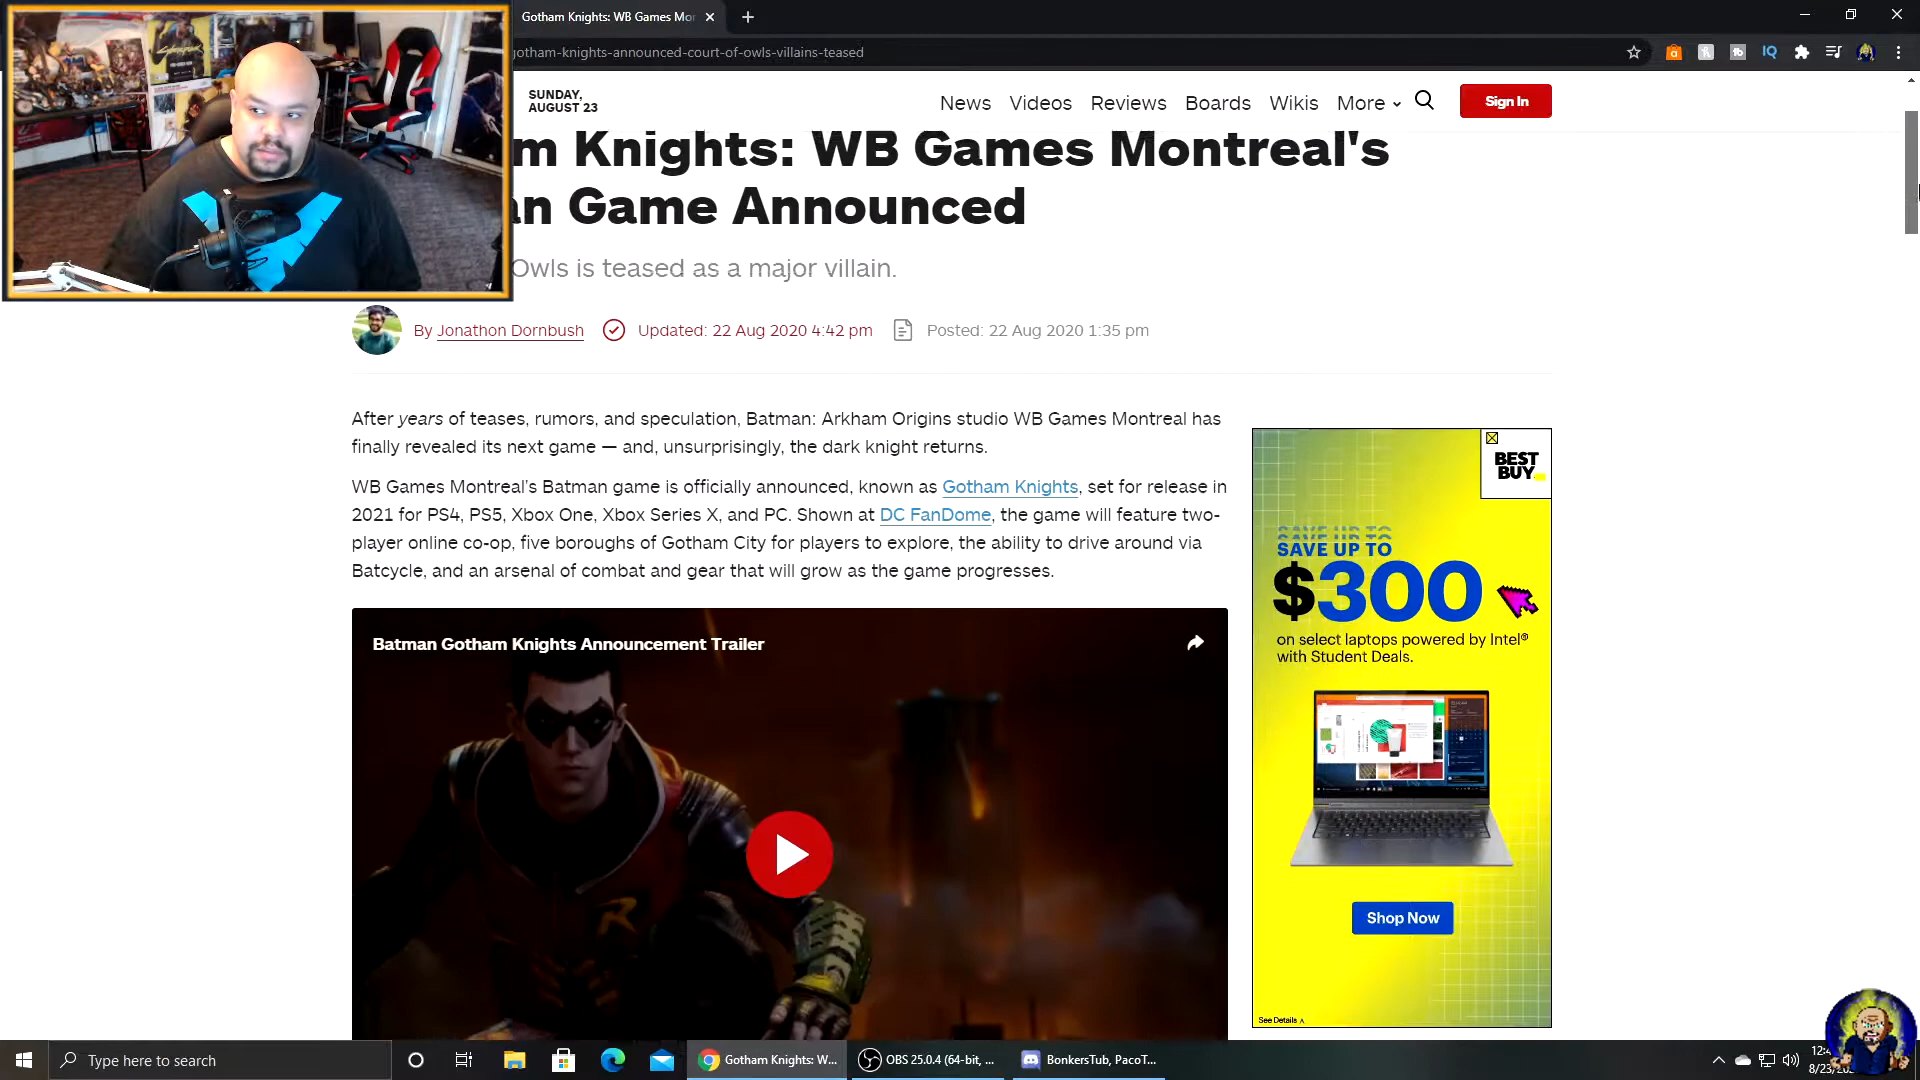 Gotham Knights: WB Games Mo
gotham-knights-announced-court-of-owls-villains-teased
SUNDAY,
AUGUST 23
News Videos Reviews Boards Wikis More
Sign In
m Knights: WB Games Montreal's
n Game Announced
Owls is teased as a major villain.
By Jonathon Dornbush Updated: 22 Aug 2020 4:42 pm Posted: 22 Aug 2020 1:35 pm
After years of teases, rumors, and speculation, Batman: Arkham Origins studio WB Games Montreal has
finally revealed its next game — and, unsurprisingly, the dark knight returns.
WB Games Montreal's Batman game is officially announced, known as Gotham Knights, set for release in
2021 for PS4, PS5, Xbox One, Xbox Series X, and PC. Shown at DC FanDome, the game will feature two-
player online co-op, five boroughs of Gotham City for players to explore, the ability to drive around via
Batcycle, and an arsenal of combat and gear that will grow as the game progresses.
Batman Gotham Knights Announcement Trailer
R
BEST
BUY
SAVE UP TO
SAVE UP TO
$300
on select laptops powered by Intel®
with Student Deals.
Shop Now
See Details
Type here to search
Gotham Knights: W...
OBS 25.0.4 (64-bit, ...
BonkersTub, PacoT...